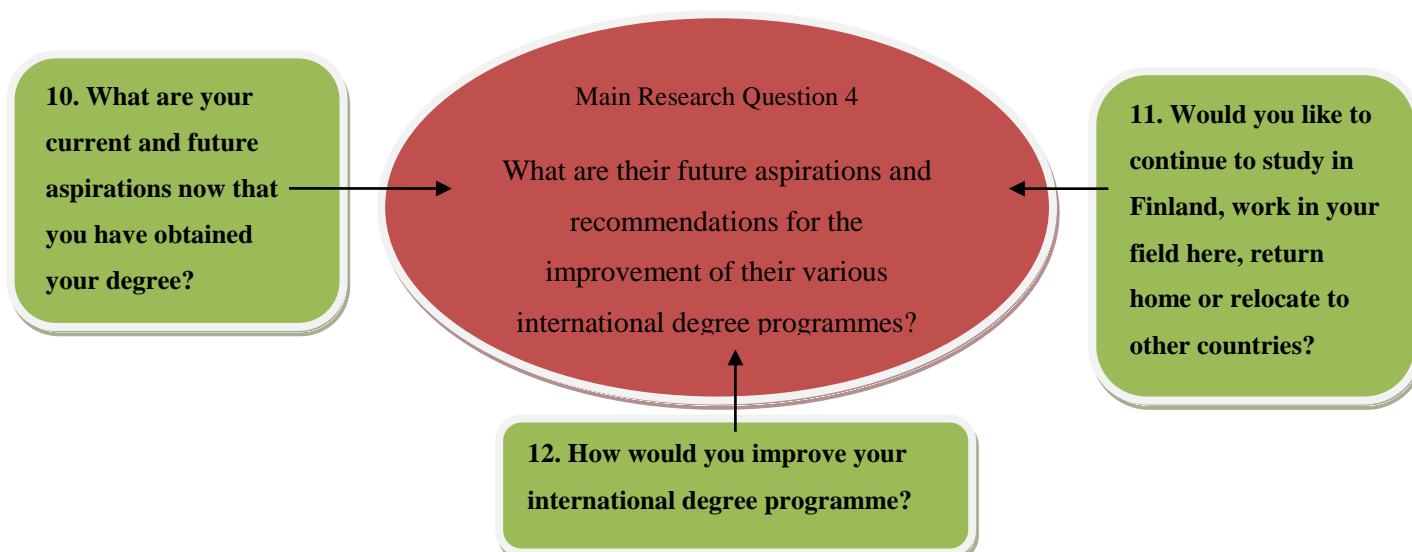 10. What are your
current and future
aspirations now that
you have obtained
your degree?
Main Research Question 4
What are their future aspirations and
recommendations for the
improvement of their various
international degree programmes?
11. Would you like to
continue to study in
Finland, work in your
field here, return
home or relocate to
other countries?
12. How would you improve your
international degree programme?